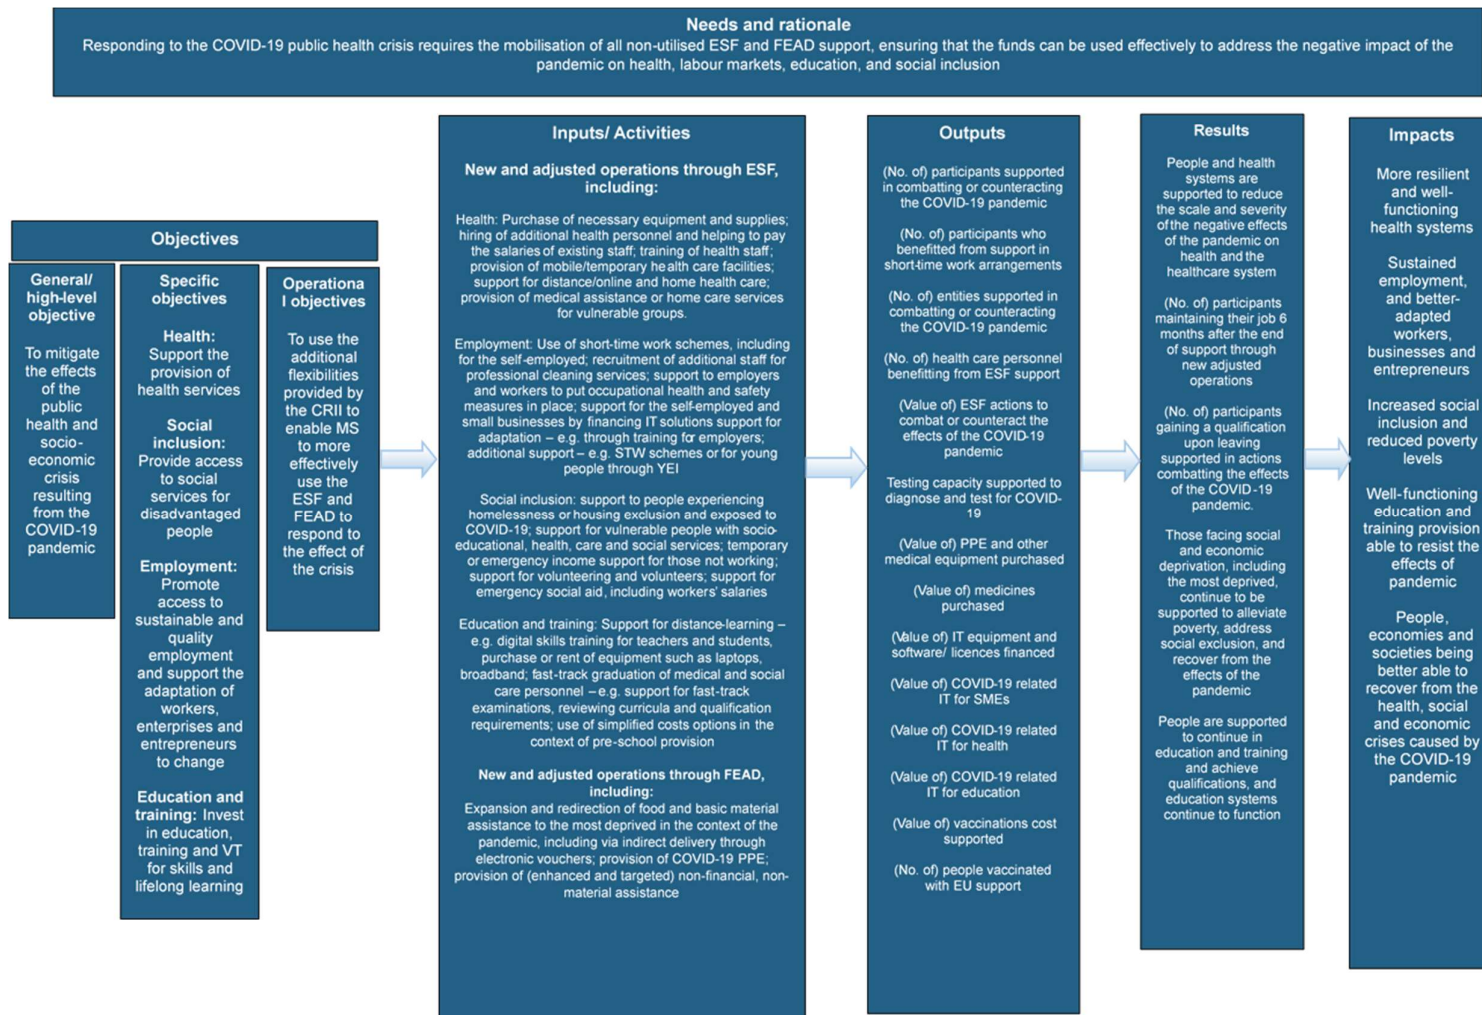 Needs and rationale
Responding to the COVID-19 public health crisis requires the mobilisation of all non-utilised ESF and FEAD support, ensuring that the funds can be used effectively to address the negative impact of the
pandemic on health, labour markets, education, and social inclusion
Objectives
General/
high-level
objective
To mitigate
the effects
of the
public
health and
socio-
economic
crisis
resulting
from the
COVID-19
pandemic
Specific
objectives
Health:
Support the
provision of
health services
Social
inclusion:
Provide access
to social
services for
disadvantaged
people
Employment:
Promote
access to
sustainable and
quality
employment
and support the
adaptation of
workers,
enterprises and
entrepreneurs
to change
Education and
training: Invest
in education,
training and VT
for skills and
lifelong learning
Operationa
l objectives
To use the
additional
flexibilities
provided by
the CRII to
enable MS
to more
effectively
use the
ESF and
FEAD to
respond to
the effect of
the crisis
Inputs/ Activities
New and adjusted operations through ESF,
including:
Health: Purchase of necessary equipment and supplies;
hiring of additional health personnel and helping to pay
the salaries of existing staff; training of health staff;
provision of mobile/temporary health care facilities;
support for distance/online and home health care;
provision of medical assistance or home care services
for vulnerable groups.
Employment: Use of short-time work schemes, including
for the self-employed; recruitment of additional staff for
professional cleaning services; support to employers
and workers to put occupational health and safety
measures in place; support for the self-employed and
small businesses by financing IT solutions support for
adaptation – e.g. through training for employers;
additional support – e.g. STW schemes or for young
people through YEI
Social inclusion: support to people experiencing
homelessness or housing exclusion and exposed to
COVID-19; support for vulnerable people with socio-
educational, health, care and social services; temporary
or emergency income support for those not working;
support for volunteering and volunteers; support for
emergency social aid, including workers' salaries
Education and training: Support for distance-learning –
e.g. digital skills training for teachers and students,
purchase or rent of equipment such as laptops,
broadband; fast-track graduation of medical and social
care personnel – e.g. support for fast-track
examinations, reviewing curricula and qualification
requirements; use of simplified costs options in the
context of pre-school provision
New and adjusted operations through FEAD,
including:
Expansion and redirection of food and basic material
assistance to the most deprived in the context of the
pandemic, including via indirect delivery through
electronic vouchers; provision of COVID-19 PPE;
provision of (enhanced and targeted) non-financial, non-
material assistance
Outputs
(No. of) participants supported
in combatting or counteracting
the COVID-19 pandemic
(No. of) participants who
benefitted from support in
short-time work arrangements
(No. of) entities supported in
combatting or counteracting
the COVID-19 pandemic
(No. of) health care personnel
benefitting from ESF support
(Value of) ESF actions to
combat or counteract the
effects of the COVID-19
pandemic
Testing capacity supported to
diagnose and test for COVID-
19
(Value of) PPE and other
medical equipment purchased
(Value of) medicines
purchased
(Value of) IT equipment and
software/ licences financed
(Value of) COVID-19 related
IT for SMEs
(Value of) COVID-19 related
IT for health
(Value of) COVID-19 related
IT for education
(Value of) vaccinations cost
supported
(No. of) people vaccinated
with EU support
Results
People and health
systems are
supported to reduce
the scale and severity
of the negative effects
of the pandemic on
health and the
healthcare system
(No. of) participants
maintaining their job 6
months after the end
of support through
new adjusted
operations
(No. of) participants
gaining a qualification
upon leaving
supported in actions
combatting the effects
of the COVID-19
pandemic.
Those facing social
and economic
deprivation, including
the most deprived,
continue to be
supported to alleviate
poverty, address
social exclusion, and
recover from the
effects of the
pandemic
People are supported
to continue in
education and training
and achieve
qualifications, and
education systems
continue to function
Impacts
More resilient
and well-
functioning
health systems
Sustained
employment,
and better-
adapted
workers,
businesses and
entrepreneurs
Increased social
inclusion and
reduced poverty
levels
Well-functioning
education and
training provision
able to resist the
effects of
pandemic
People,
economies and
societies being
better able to
recover from the
health, social
and economic
crises caused by
the COVID-19
pandemic